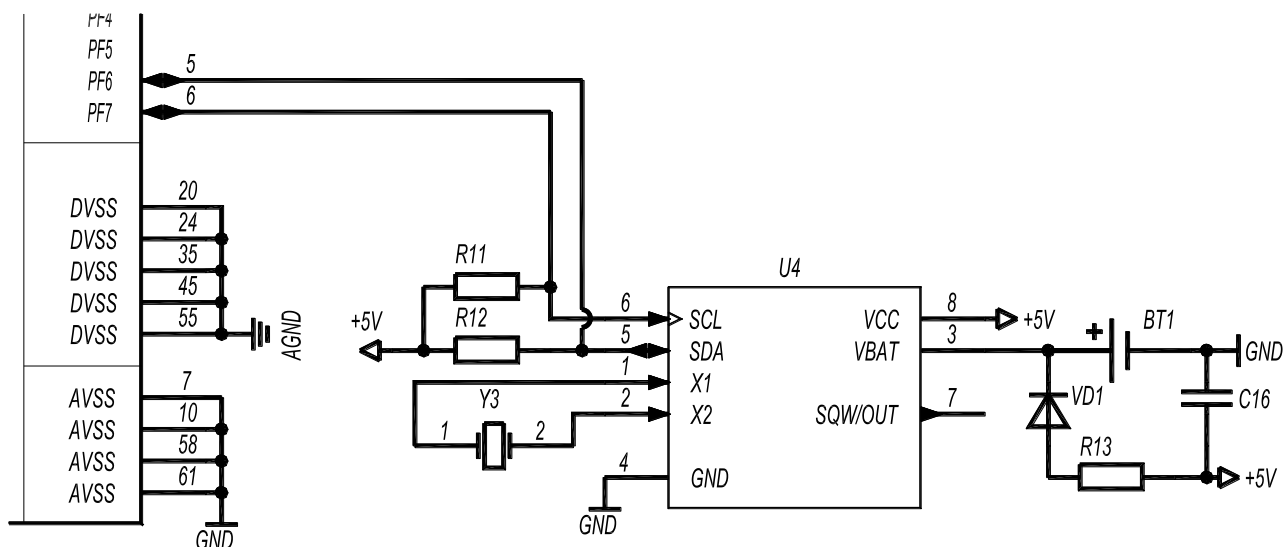 PF4
PF5
5
PF6
6
PF7
20
DVSS
24
DVSS
35
DVSS
45
DVSS
55
DVSS
AGND
7
AVSS
10
AVSS
58
AVSS
61
AVSS
GND
R11
+5V
R12
Y3
1
2
U4
6
SCL
5
SDA
1
X1
2
X2
4
GND
GND
VCC
8
+5V
VBAT
3
SQW/OUT
7
+
BT1
GND
VD1
C16
R13
+5V